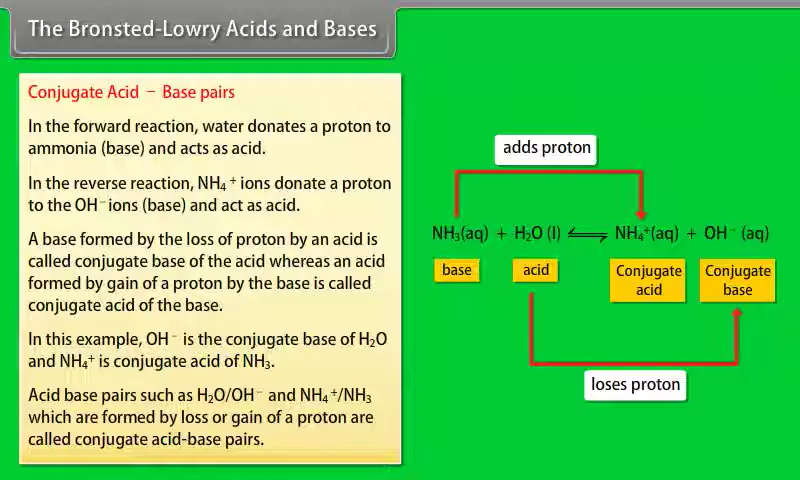 The Bronsted-Lowry Acids and Bases
Conjugate Acid – Base pairs
In the forward reaction, water donates a proton to
ammonia (base) and acts as acid.
In the reverse reaction, NH₄⁺ ions donate a proton
to the OH⁻ ions (base) and act as acid.
A base formed by the loss of proton by an acid is
called conjugate base of the acid whereas an acid
formed by gain of a proton by the base is called
conjugate acid of the base.
In this example, OH⁻ is the conjugate base of H₂O
and NH₄⁺ is conjugate acid of NH₃.
Acid base pairs such as H₂O/OH⁻ and NH₄⁺/NH₃
which are formed by loss or gain of a proton are
called conjugate acid-base pairs.
adds proton
NH₃(aq) + H₂O (l) ⇌ NH₄⁺(aq) + OH⁻ (aq)
base
acid
Conjugate
acid
Conjugate
base
loses proton